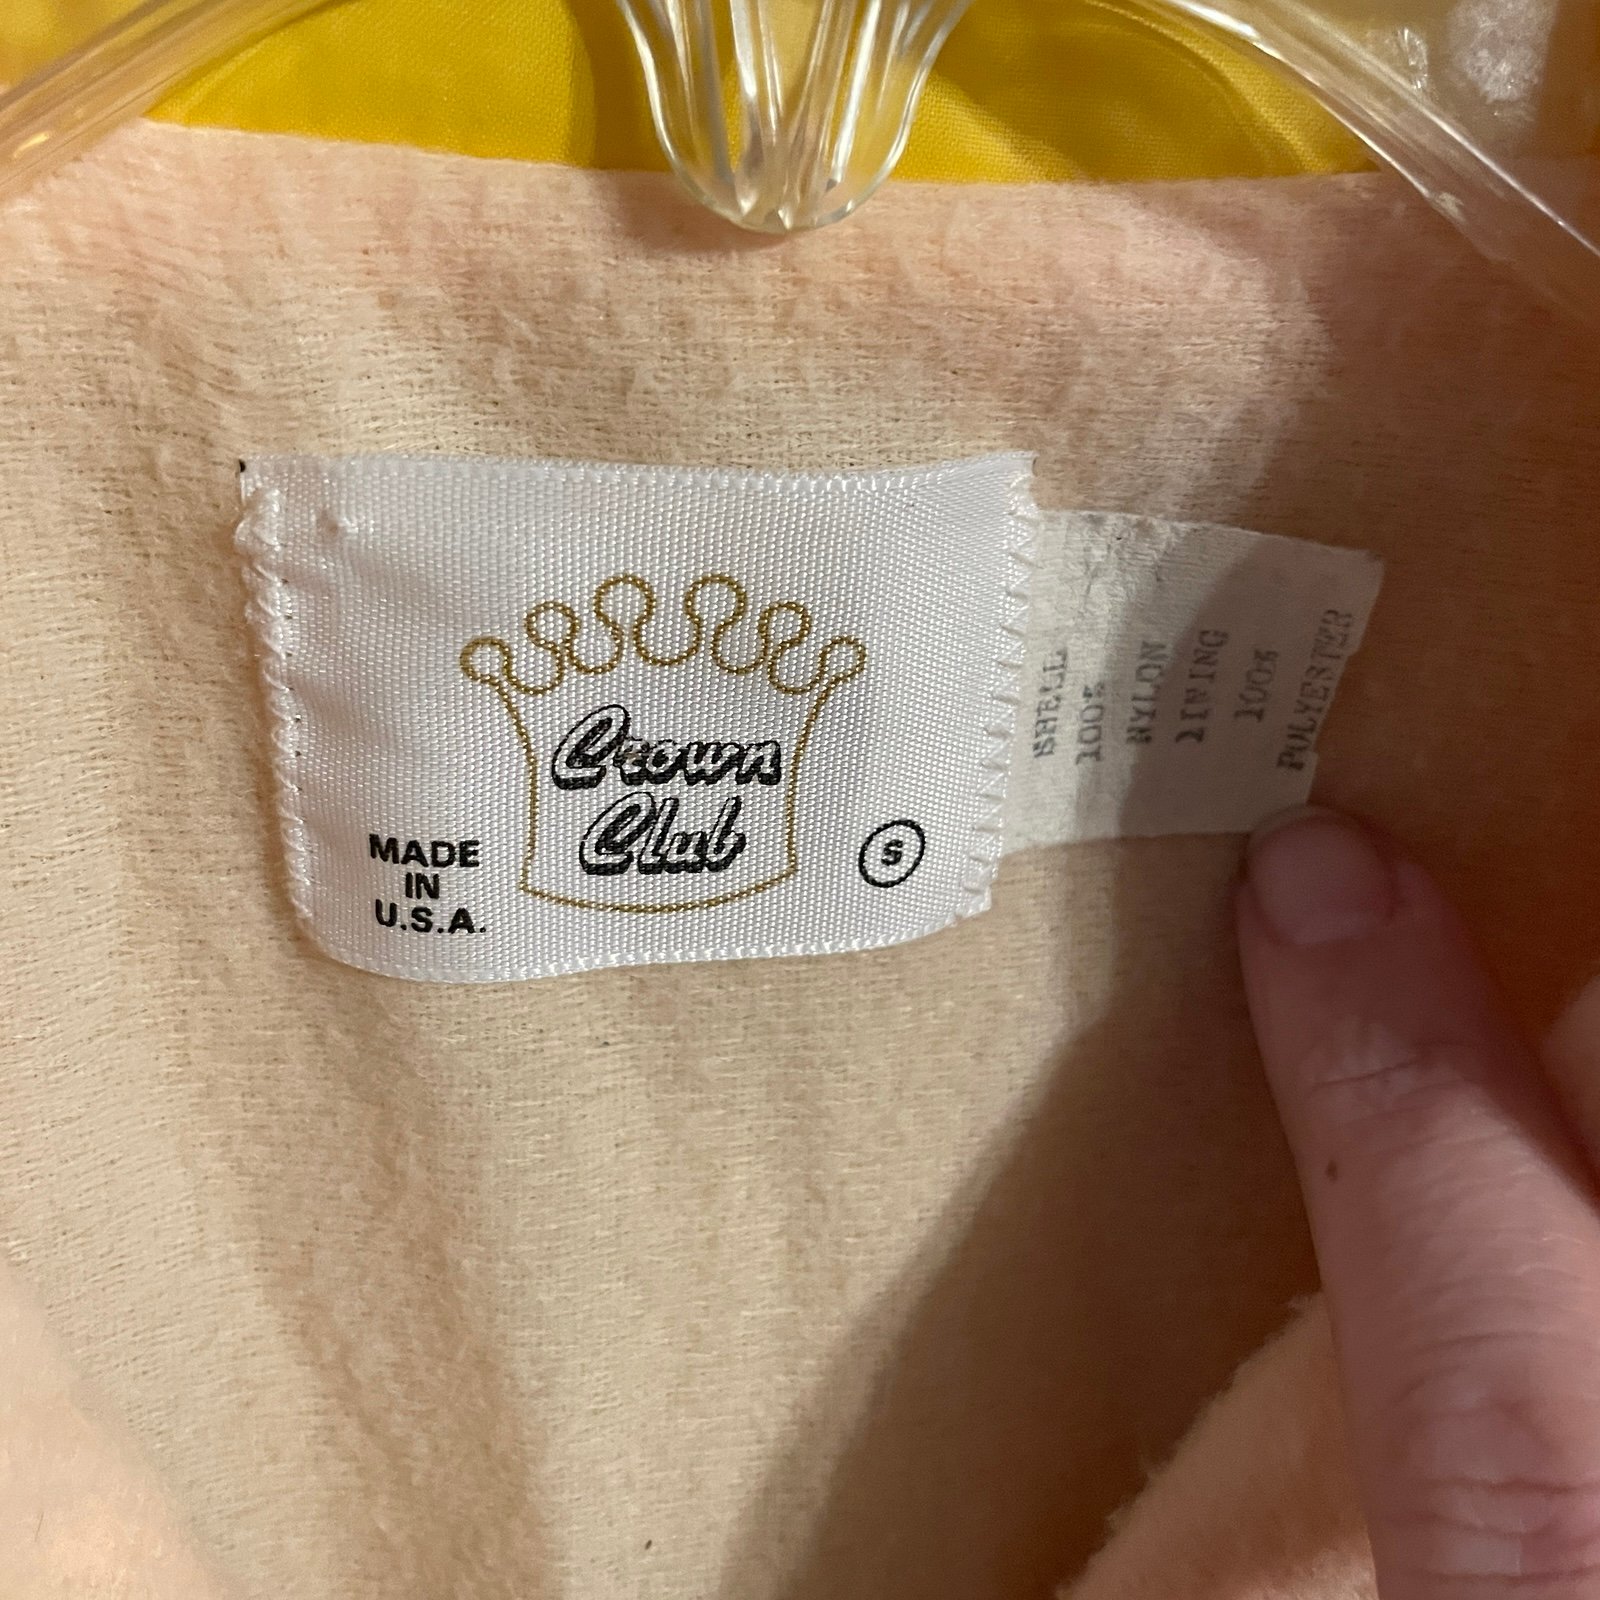 Crown
Club
MADE
IN
U.S.A.
S
SHELL
100%
NYLON
LINING
100%
POLYESTER